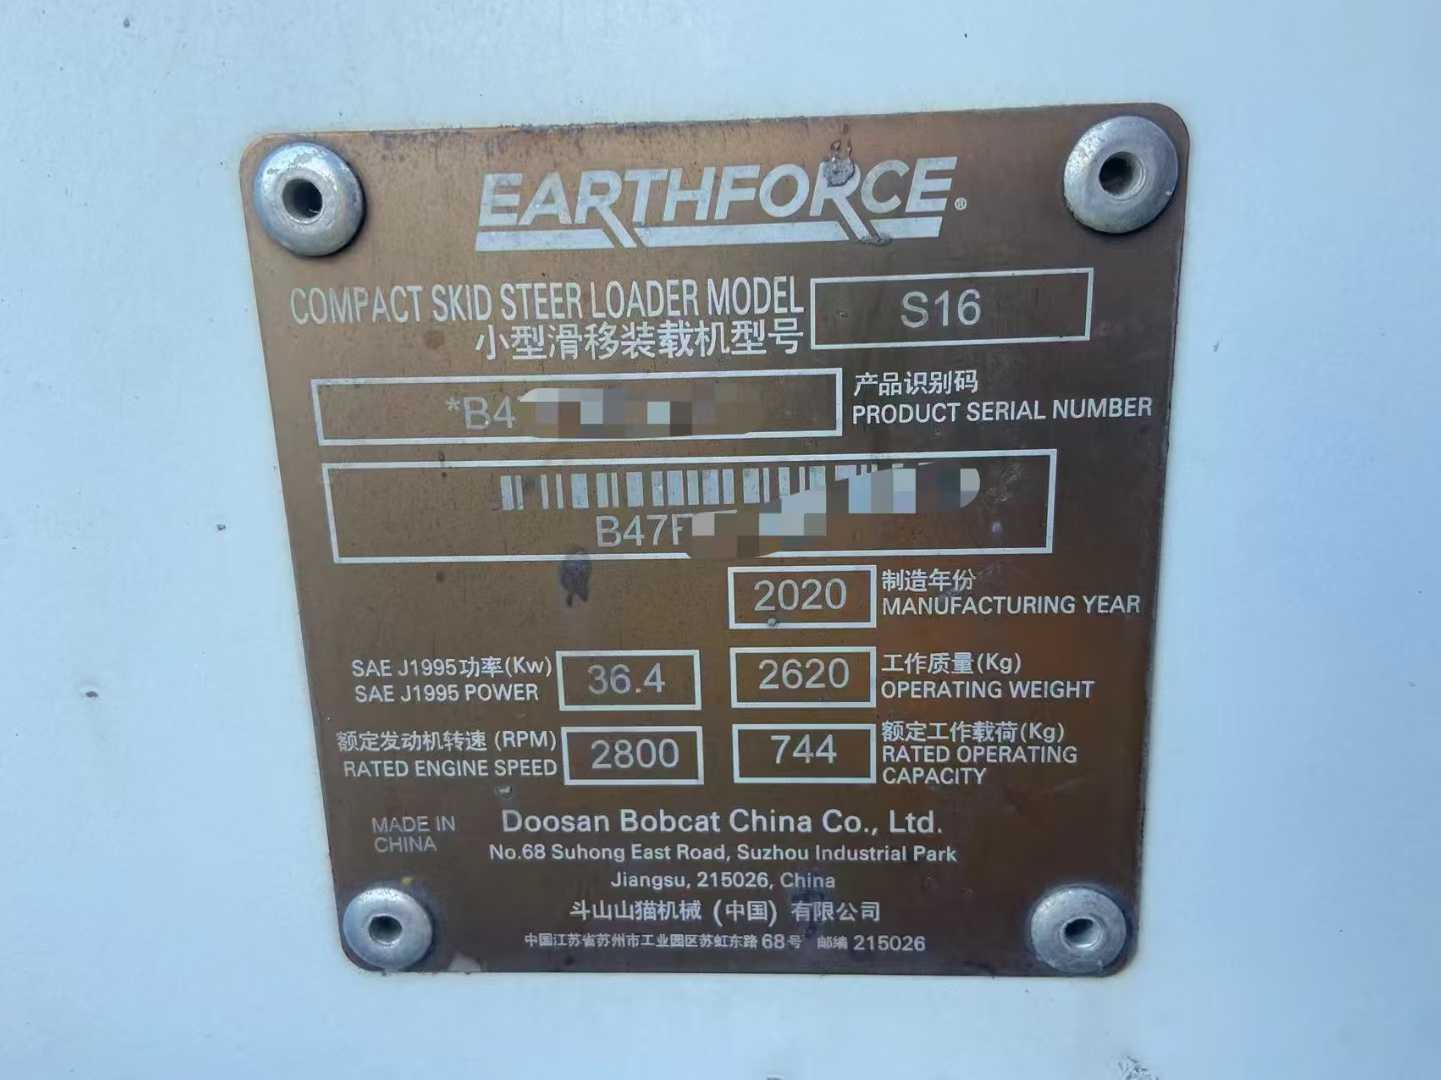 EARTHFORCE®
COMPACT SKID STEER LOADER MODEL
小型滑移装载机型号
S16
*B47
产品识别码
PRODUCT SERIAL NUMBER
B47F
2020
制造年份
MANUFACTURING YEAR
SAE J1995功率(Kw)
SAE J1995 POWER
36.4
2620
工作质量(Kg)
OPERATING WEIGHT
额定发动机转速 (RPM)
RATED ENGINE SPEED
2800
744
额定工作载荷(Kg)
RATED OPERATING
CAPACITY
MADE IN
CHINA
Doosan Bobcat China Co., Ltd.
No.68 Suhong East Road, Suzhou Industrial Park
Jiangsu, 215026, China
斗山山猫机械 (中国) 有限公司
中国江苏省苏州市工业园区苏虹东路 68号 邮编 215026